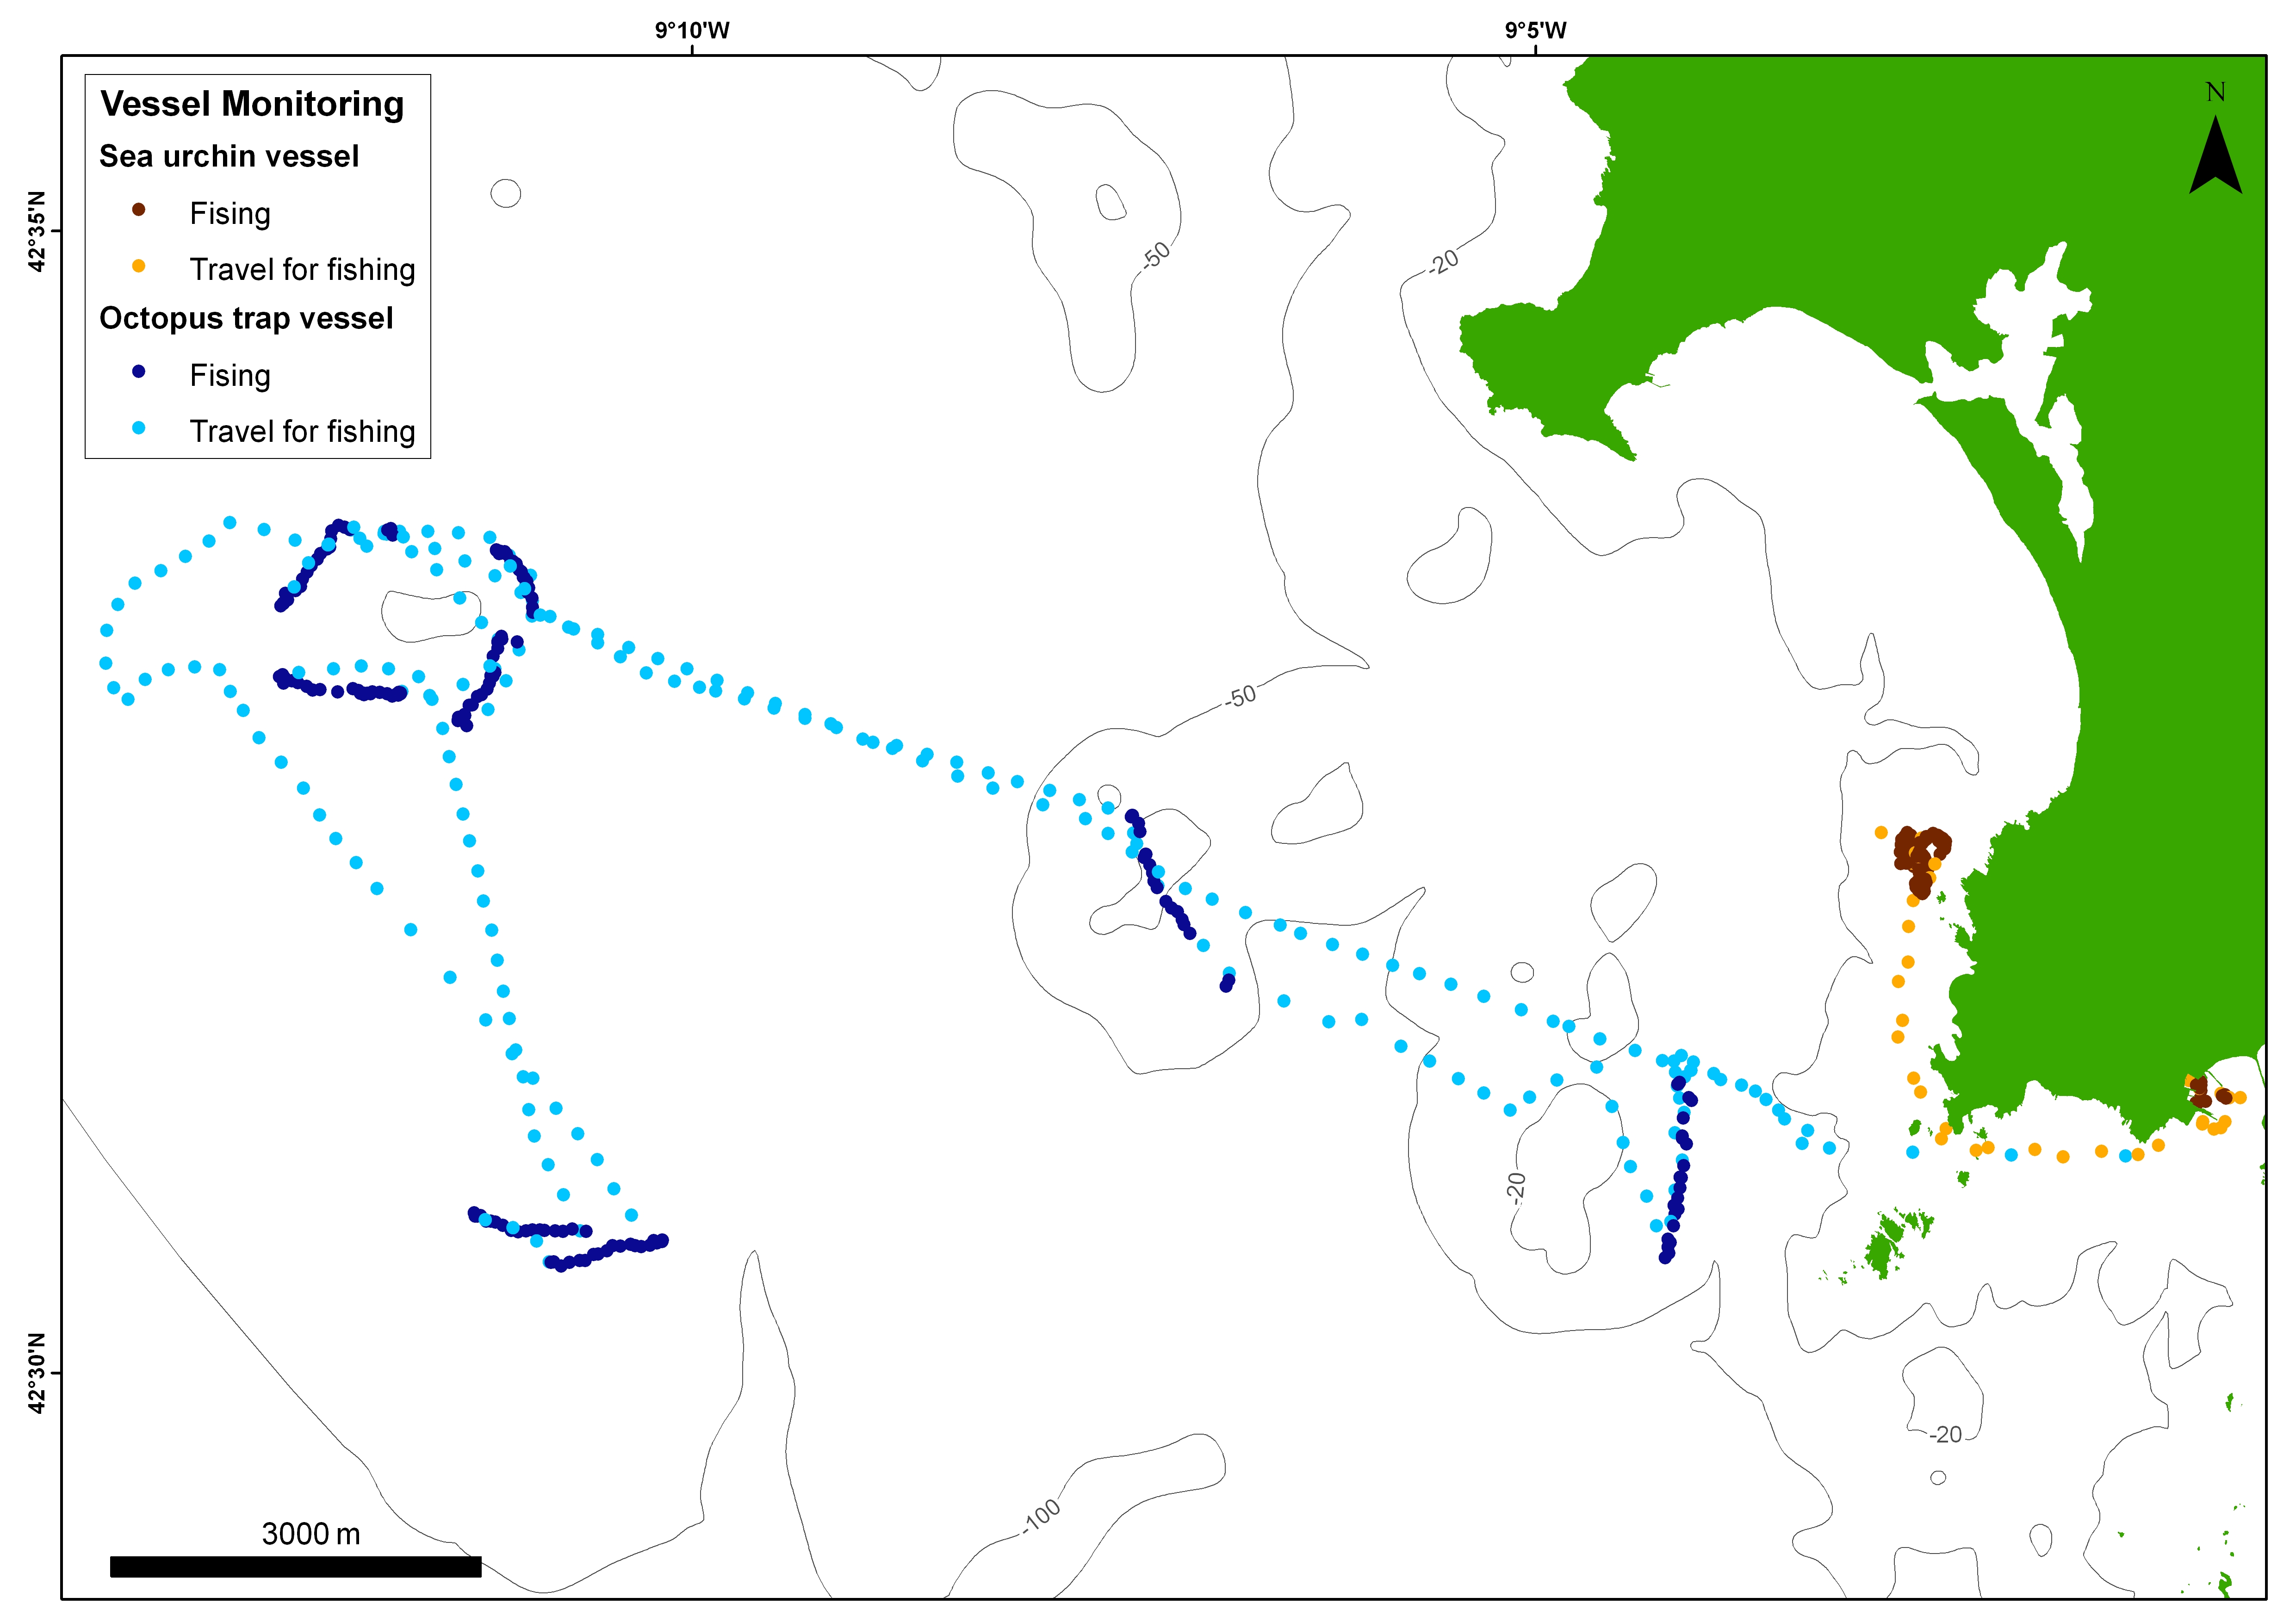 9°10'W
9°5'W
Vessel Monitoring
Sea urchin vessel
Fising
Travel for fishing
Octopus trap vessel
Fising
Travel for fishing
N
42°35'N
-50
-20
-50
-20
42°30'N
-20
-100
3000 m